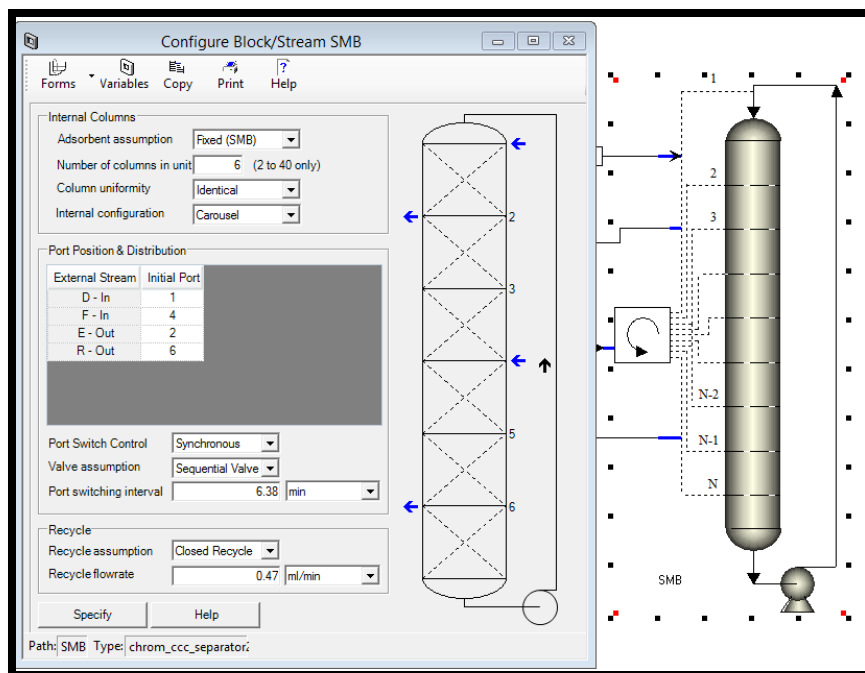 Configure Block/Stream SMB
Forms Variables Copy Print Help
Internal Columns
Adsorbent assumption Fixed (SMB)
Number of columns in unit 6 (2 to 40 only)
Column uniformity Identical
Internal configuration Carousel
Port Position & Distribution
External Stream Initial Port
D - In 1
F - In 4
E - Out 2
R - Out 6
Port Switch Control Synchronous
Valve assumption Sequential Valve
Port switching interval 6.38 min
Recycle
Recycle assumption Closed Recycle
Recycle flowrate 0.47 ml/min
Specify Help
Path: SMB Type: chrom_ccc_separator2
2
3
5
6
1
2
3
N-2
N-1
N
SMB